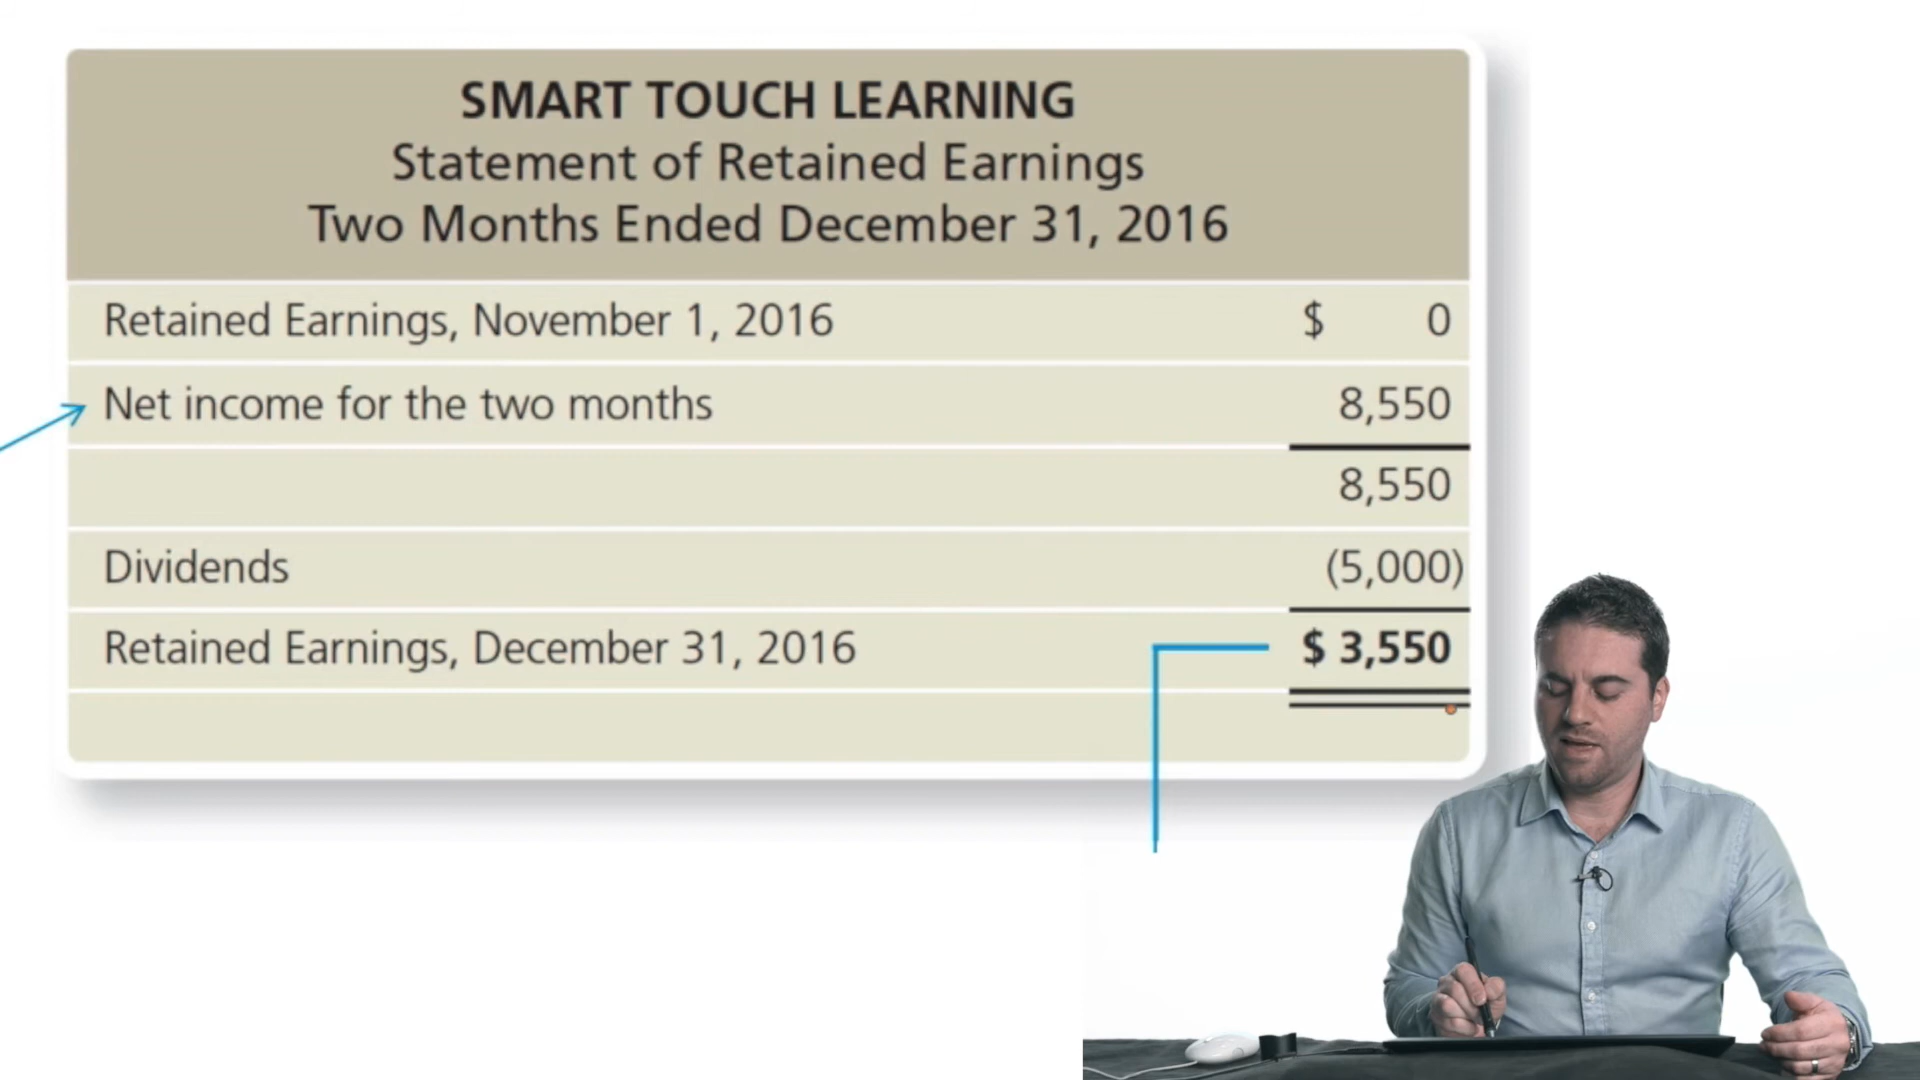 SMART TOUCH LEARNING
Statement of Retained Earnings
Two Months Ended December 31, 2016
Retained Earnings, November 1, 2016 $ 0
Net income for the two months 8,550
8,550
Dividends (5,000)
Retained Earnings, December 31, 2016 $ 3,550